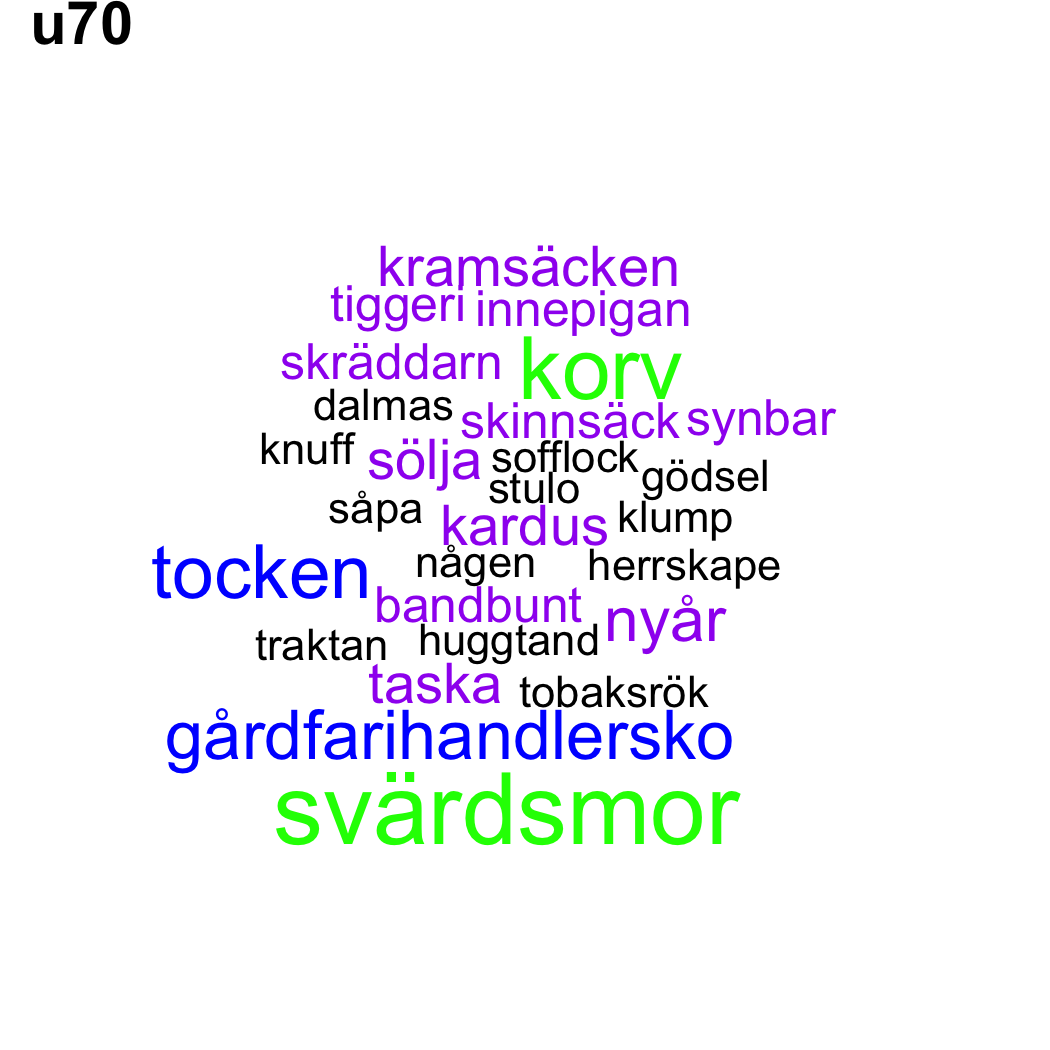 u70
kramsäcken
tiggeri innepigan
skräddarn korv
dalmas skinnsäck synbar
knuff sölja sofflock gödsel
stulo
såpa kardus klump
tocken någen herrskape
bandbunt nyår
traktan huggtand
taska tobaksrök
gårdfarihandlersko
svärdsmor